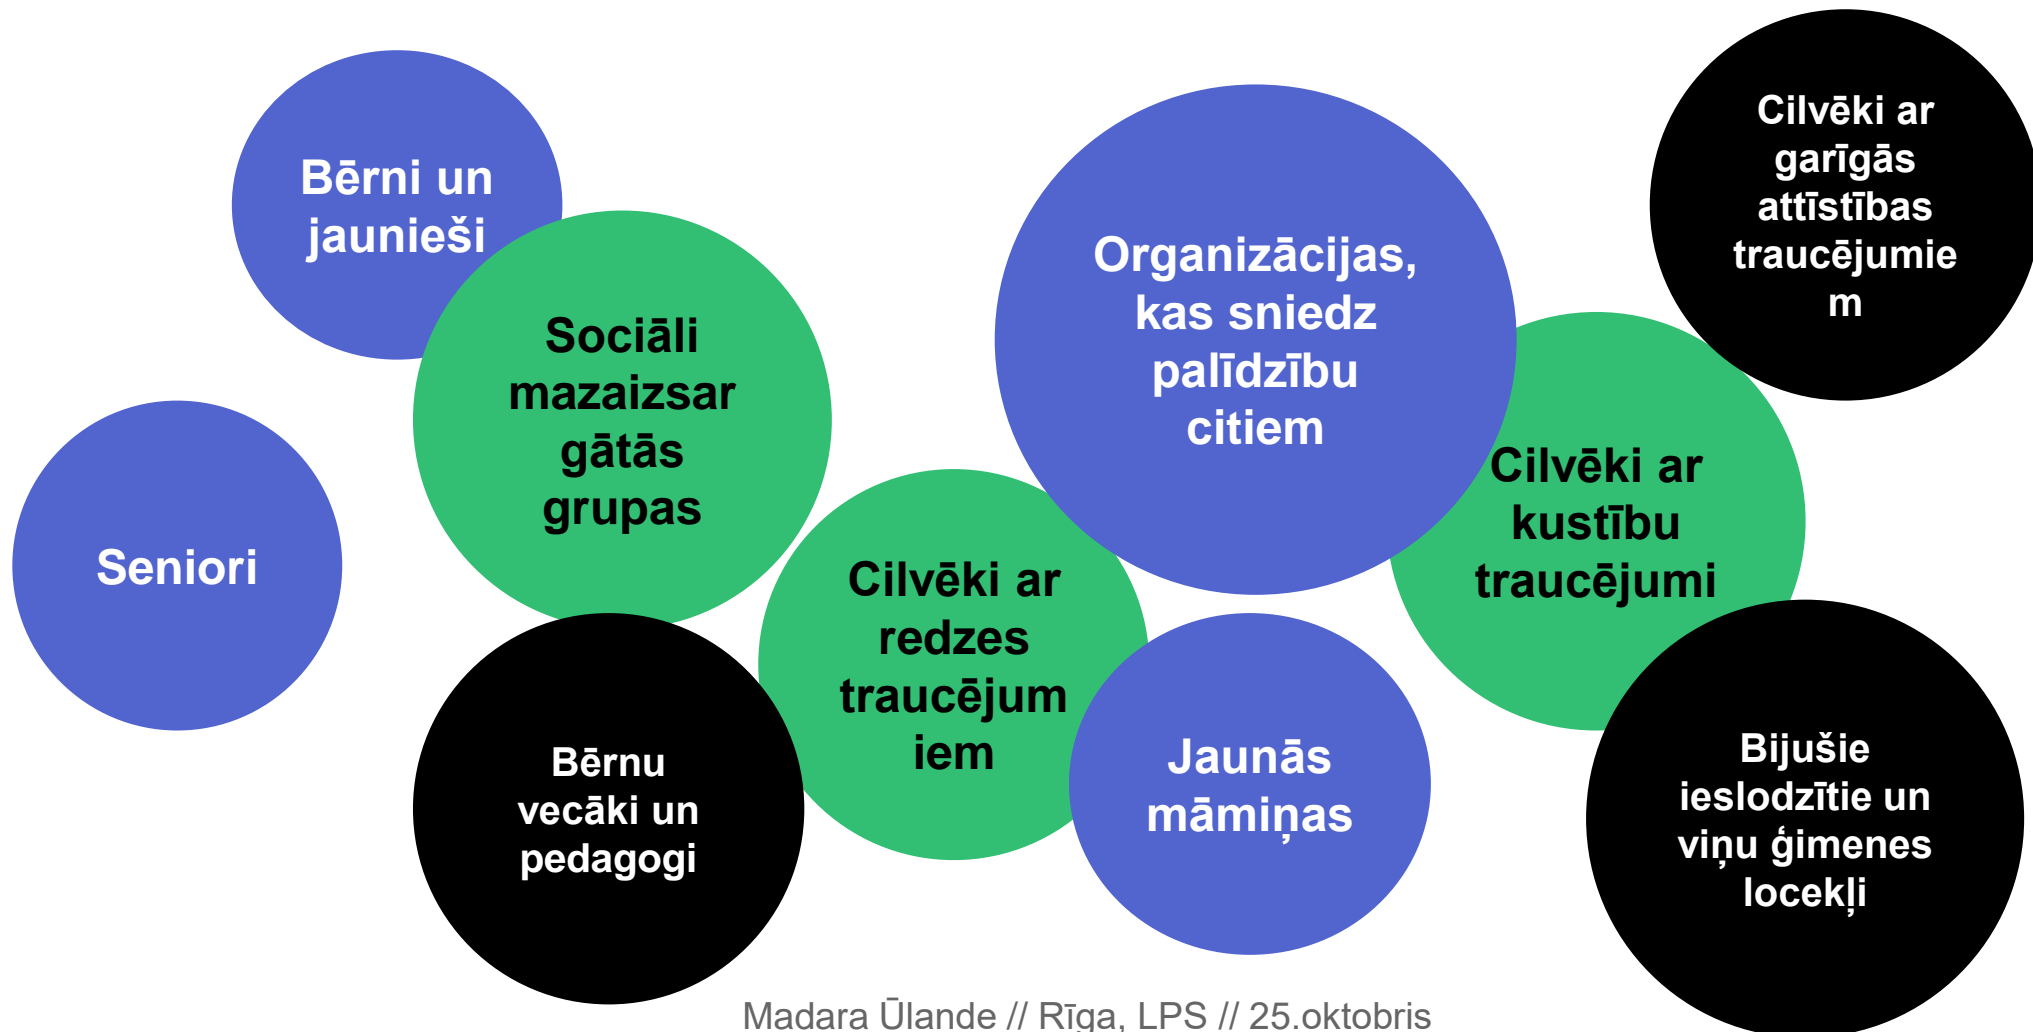 Bērni un
jaunieši
Sociāli
mazaizsar
gātās
grupas
Seniori
Bērnu
vecāki un
pedagogi
Cilvēki ar
redzes
traucējum
iem
Organizācijas,
kas sniedz
palīdzību
citiem
Jaunās
māmiņas
Cilvēki ar
kustību
traucējumi
Cilvēki ar
garīgās
attīstības
traucējumie
m
Bijušie
ieslodzītie un
viņu ģimenes
locekļi
Madara Ūlande // Rīga, LPS // 25.oktobris